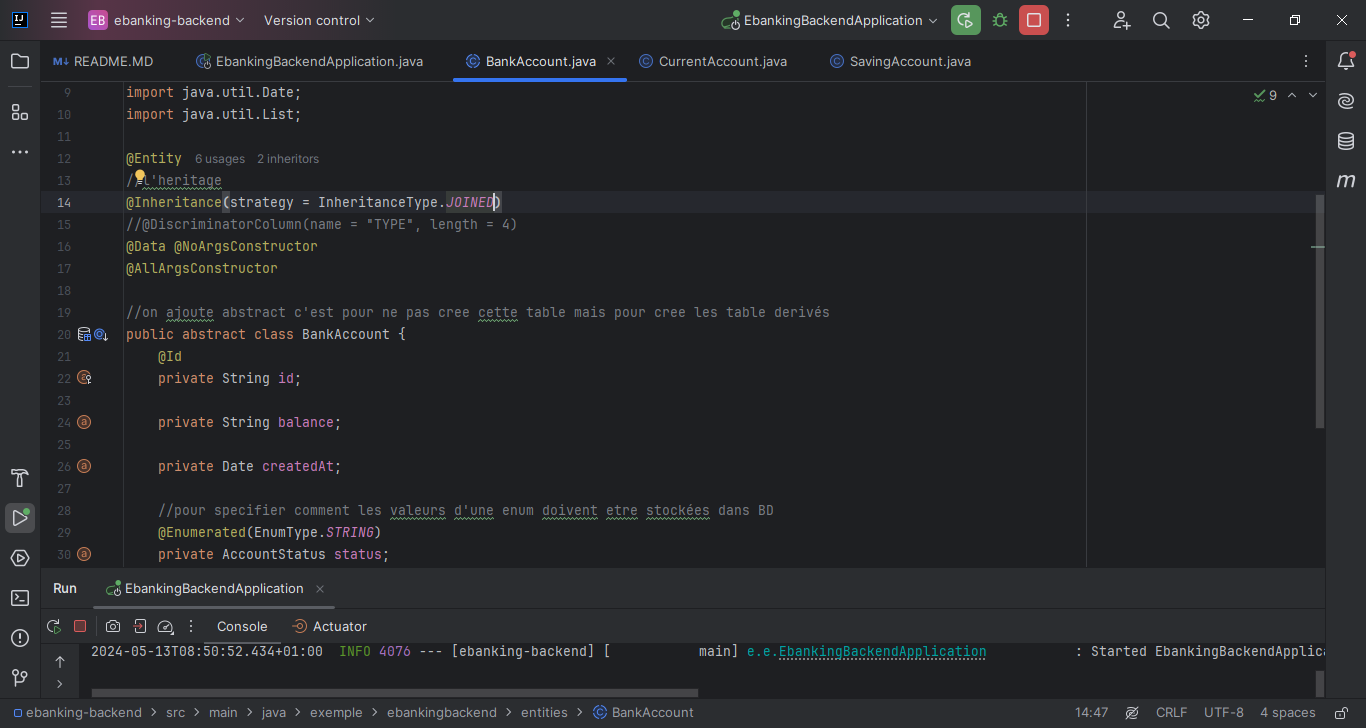 EB ebanking-backend Version control EbankingBackendApplication
M↓ README.MD EbankingBackendApplication.java BankAccount.java CurrentAccount.java SavingAccount.java
9 import java.util.Date;
9
10 import java.util.List;
11
12 @Entity 6 usages 2 inheritors
13 //l'heritage
14 @Inheritance(strategy = InheritanceType.JOINED)
15 //@DiscriminatorColumn(name = "TYPE", length = 4)
16 @Data @NoArgsConstructor
17 @AllArgsConstructor
18
19 //on ajoute abstract c'est pour ne pas cree cette table mais pour cree les table derivés
20 public abstract class BankAccount {
21 @Id
22 private String id;
23
24 private String balance;
25
26 private Date createdAt;
27
28 //pour specifier comment les valeurs d'une enum doivent etre stockées dans BD
29 @Enumerated(EnumType.STRING)
30 private AccountStatus status;
Run EbankingBackendApplication
Console Actuator
2024-05-13T08:50:52.434+01:00 INFO 4076 --- [ebanking-backend] [ main] e.e.EbankingBackendApplication : Started EbankingBackendApplica
ebanking-backend > src > main > java > exemple > ebankingbackend > entities > BankAccount 14:47 CRLF UTF-8 4 spaces